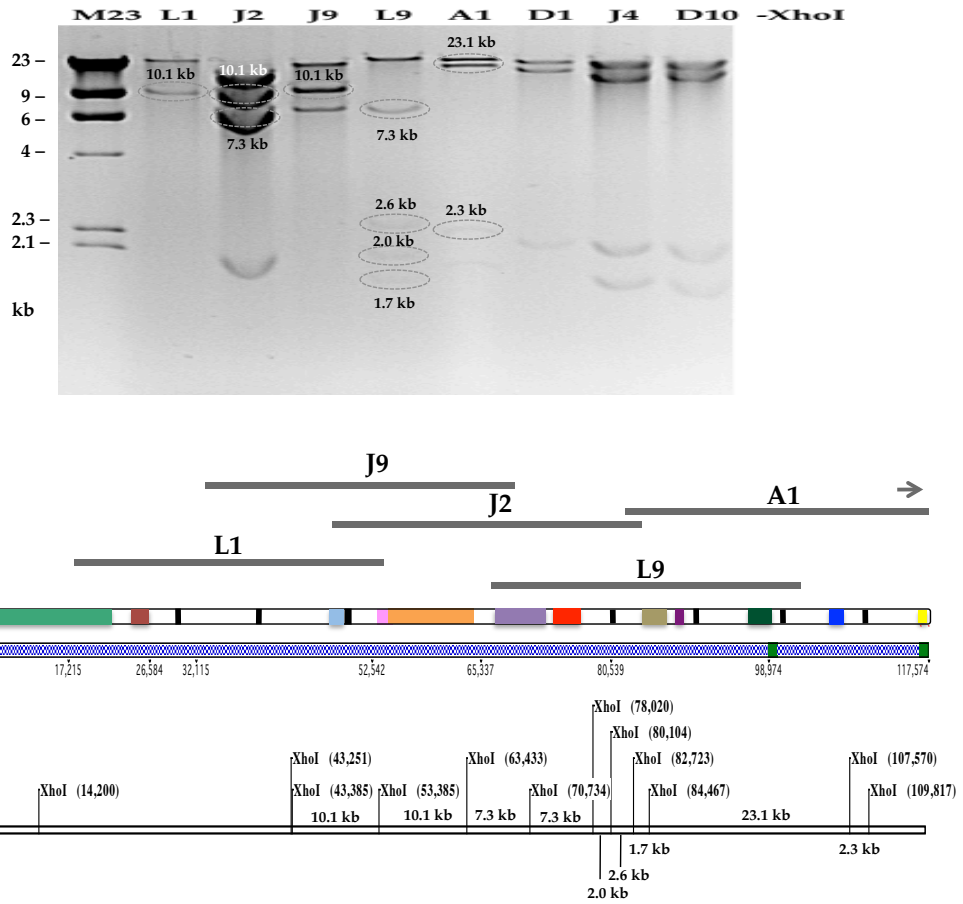 M23 L1 J2 J9 L9 A1 D1 J4 D10 -XhoI
23.1 kb
23 –
10.1 kb 10.1 kb 10.1 kb
9 –
6 –
7.3 kb 7.3 kb
4 –
2.6 kb 2.3 kb
2.3 –
2.1 – 2.0 kb
1.7 kb
kb
J9
A1
J2
L1
L9
17,215 26,584 32,115 52,542 65,337 80,539 98,974 117,574
XhoI (78,020)
XhoI (80,104)
XhoI (43,251) XhoI (63,433) XhoI (82,723) XhoI (107,570)
XhoI (14,200) XhoI (43,385) XhoI (53,385) XhoI (70,734) XhoI (84,467) XhoI (109,817)
10.1 kb 10.1 kb 7.3 kb 7.3 kb 23.1 kb
1.7 kb 2.3 kb
2.6 kb
2.0 kb